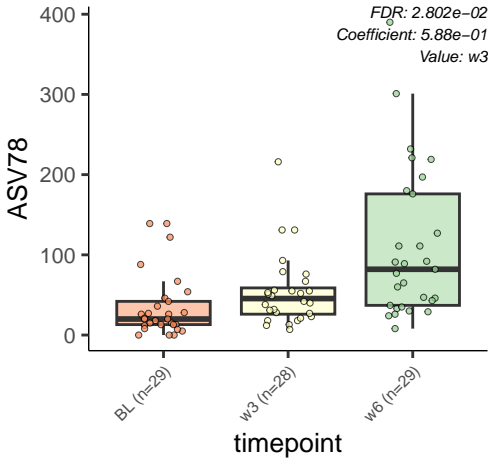 FDR: 2.802e−02
Coefficient: 5.88e−01
Value: w3
400
300
200
100
0
ASV78
BL (n=29)
w3 (n=28)
w6 (n=29)
timepoint